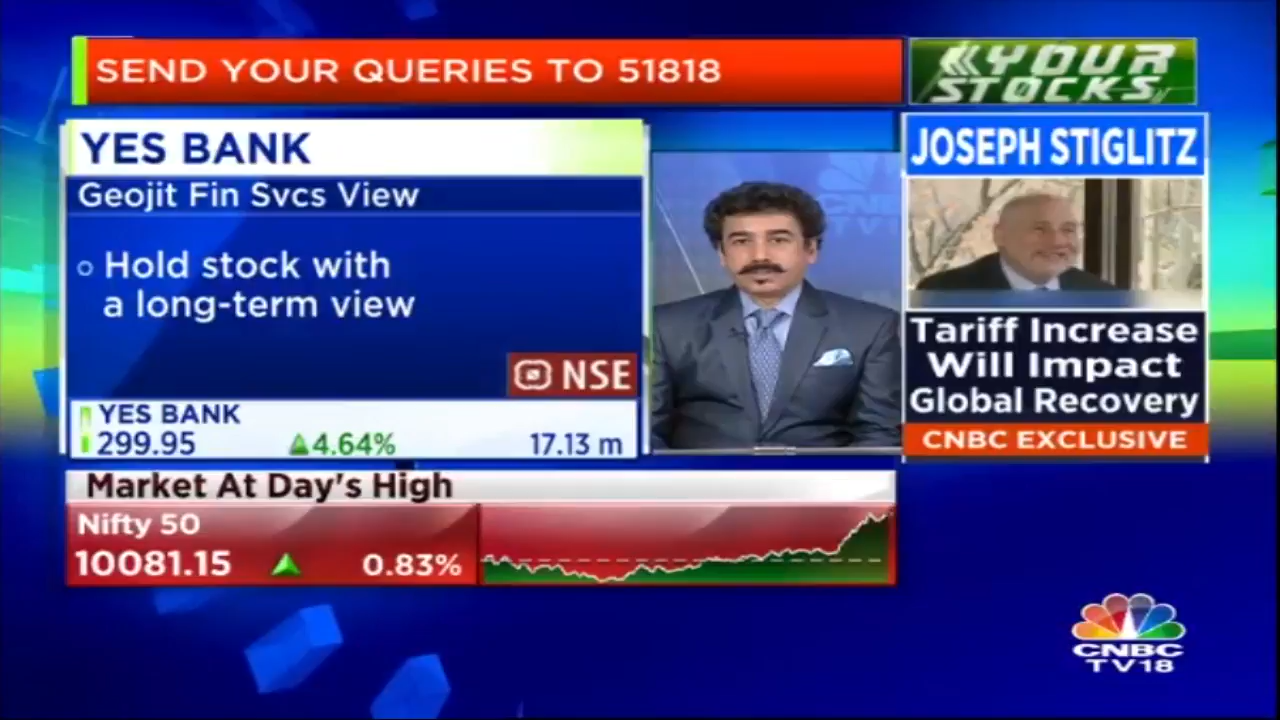 SEND YOUR QUERIES TO 51818
YOUR
STOCKS
YES BANK
Geojit Fin Svcs View
Hold stock with
a long-term view
NSE
YES BANK
299.95 4.64% 17.13 m
JOSEPH STIGLITZ
Tariff Increase
Will Impact
Global Recovery
CNBC EXCLUSIVE
Market At Day's High
Nifty 50
10081.15 0.83%
CNBC
TV18